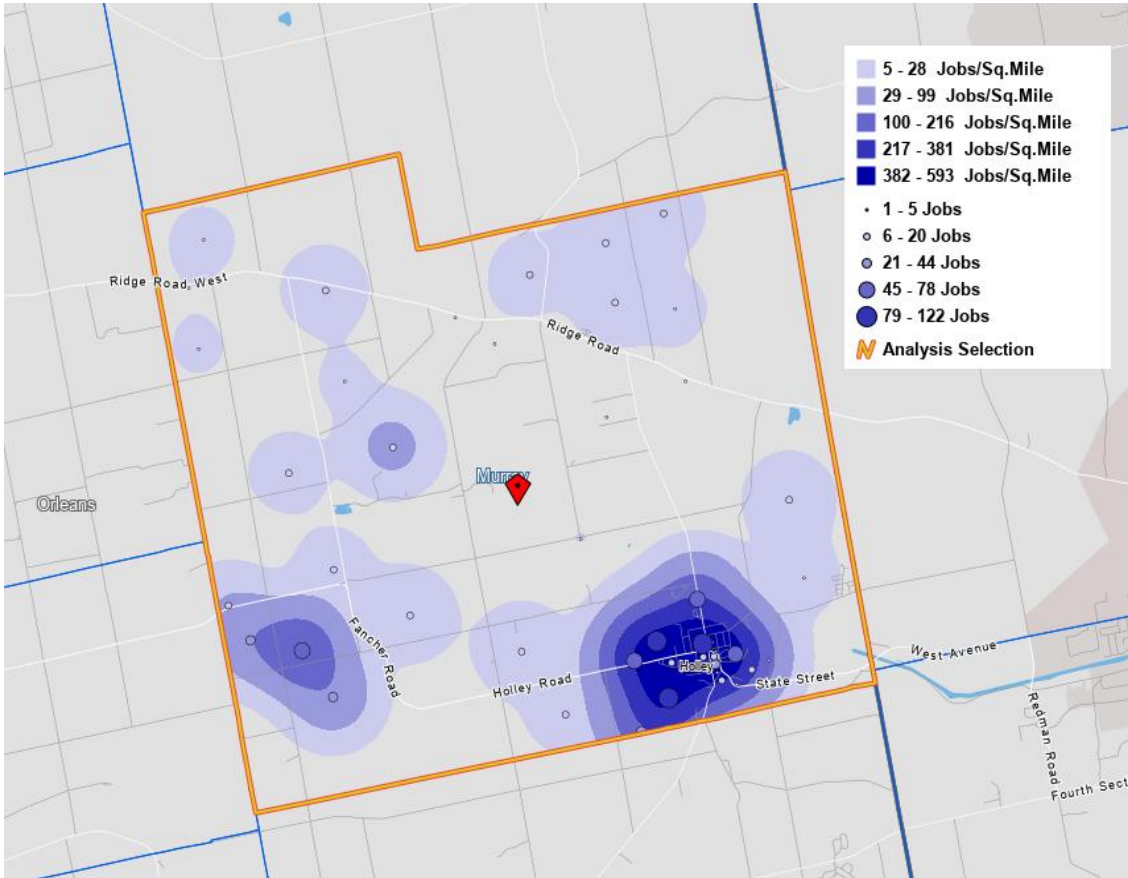 5 - 28 Jobs/Sq.Mile
29 - 99 Jobs/Sq.Mile
100 - 216 Jobs/Sq.Mile
217 - 381 Jobs/Sq.Mile
382 - 593 Jobs/Sq.Mile
1 - 5 Jobs
6 - 20 Jobs
21 - 44 Jobs
45 - 78 Jobs
79 - 122 Jobs
Analysis Selection
Ridge Road, West
Ridge Road
Murray
Orleans
Fancher Road
Holley Road
Holley
State Street
West Avenue
Redman Road
Fourth Sect